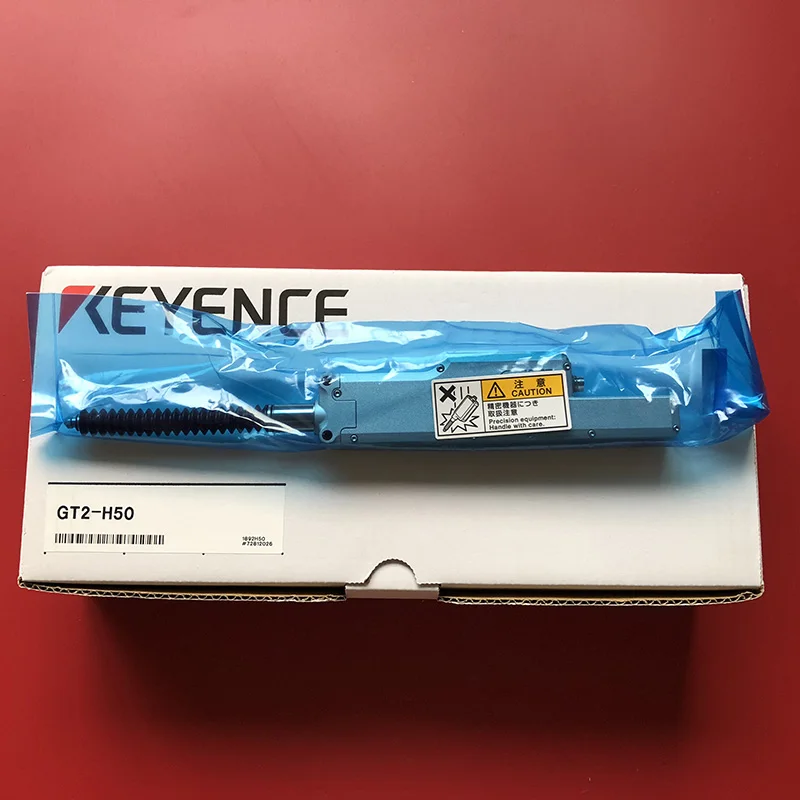 KEYENCE
注意
CAUTION
精密機器につき
取扱注意
Precision equipment:
Handle with care.
GT2-H50
1892H50
#72812026